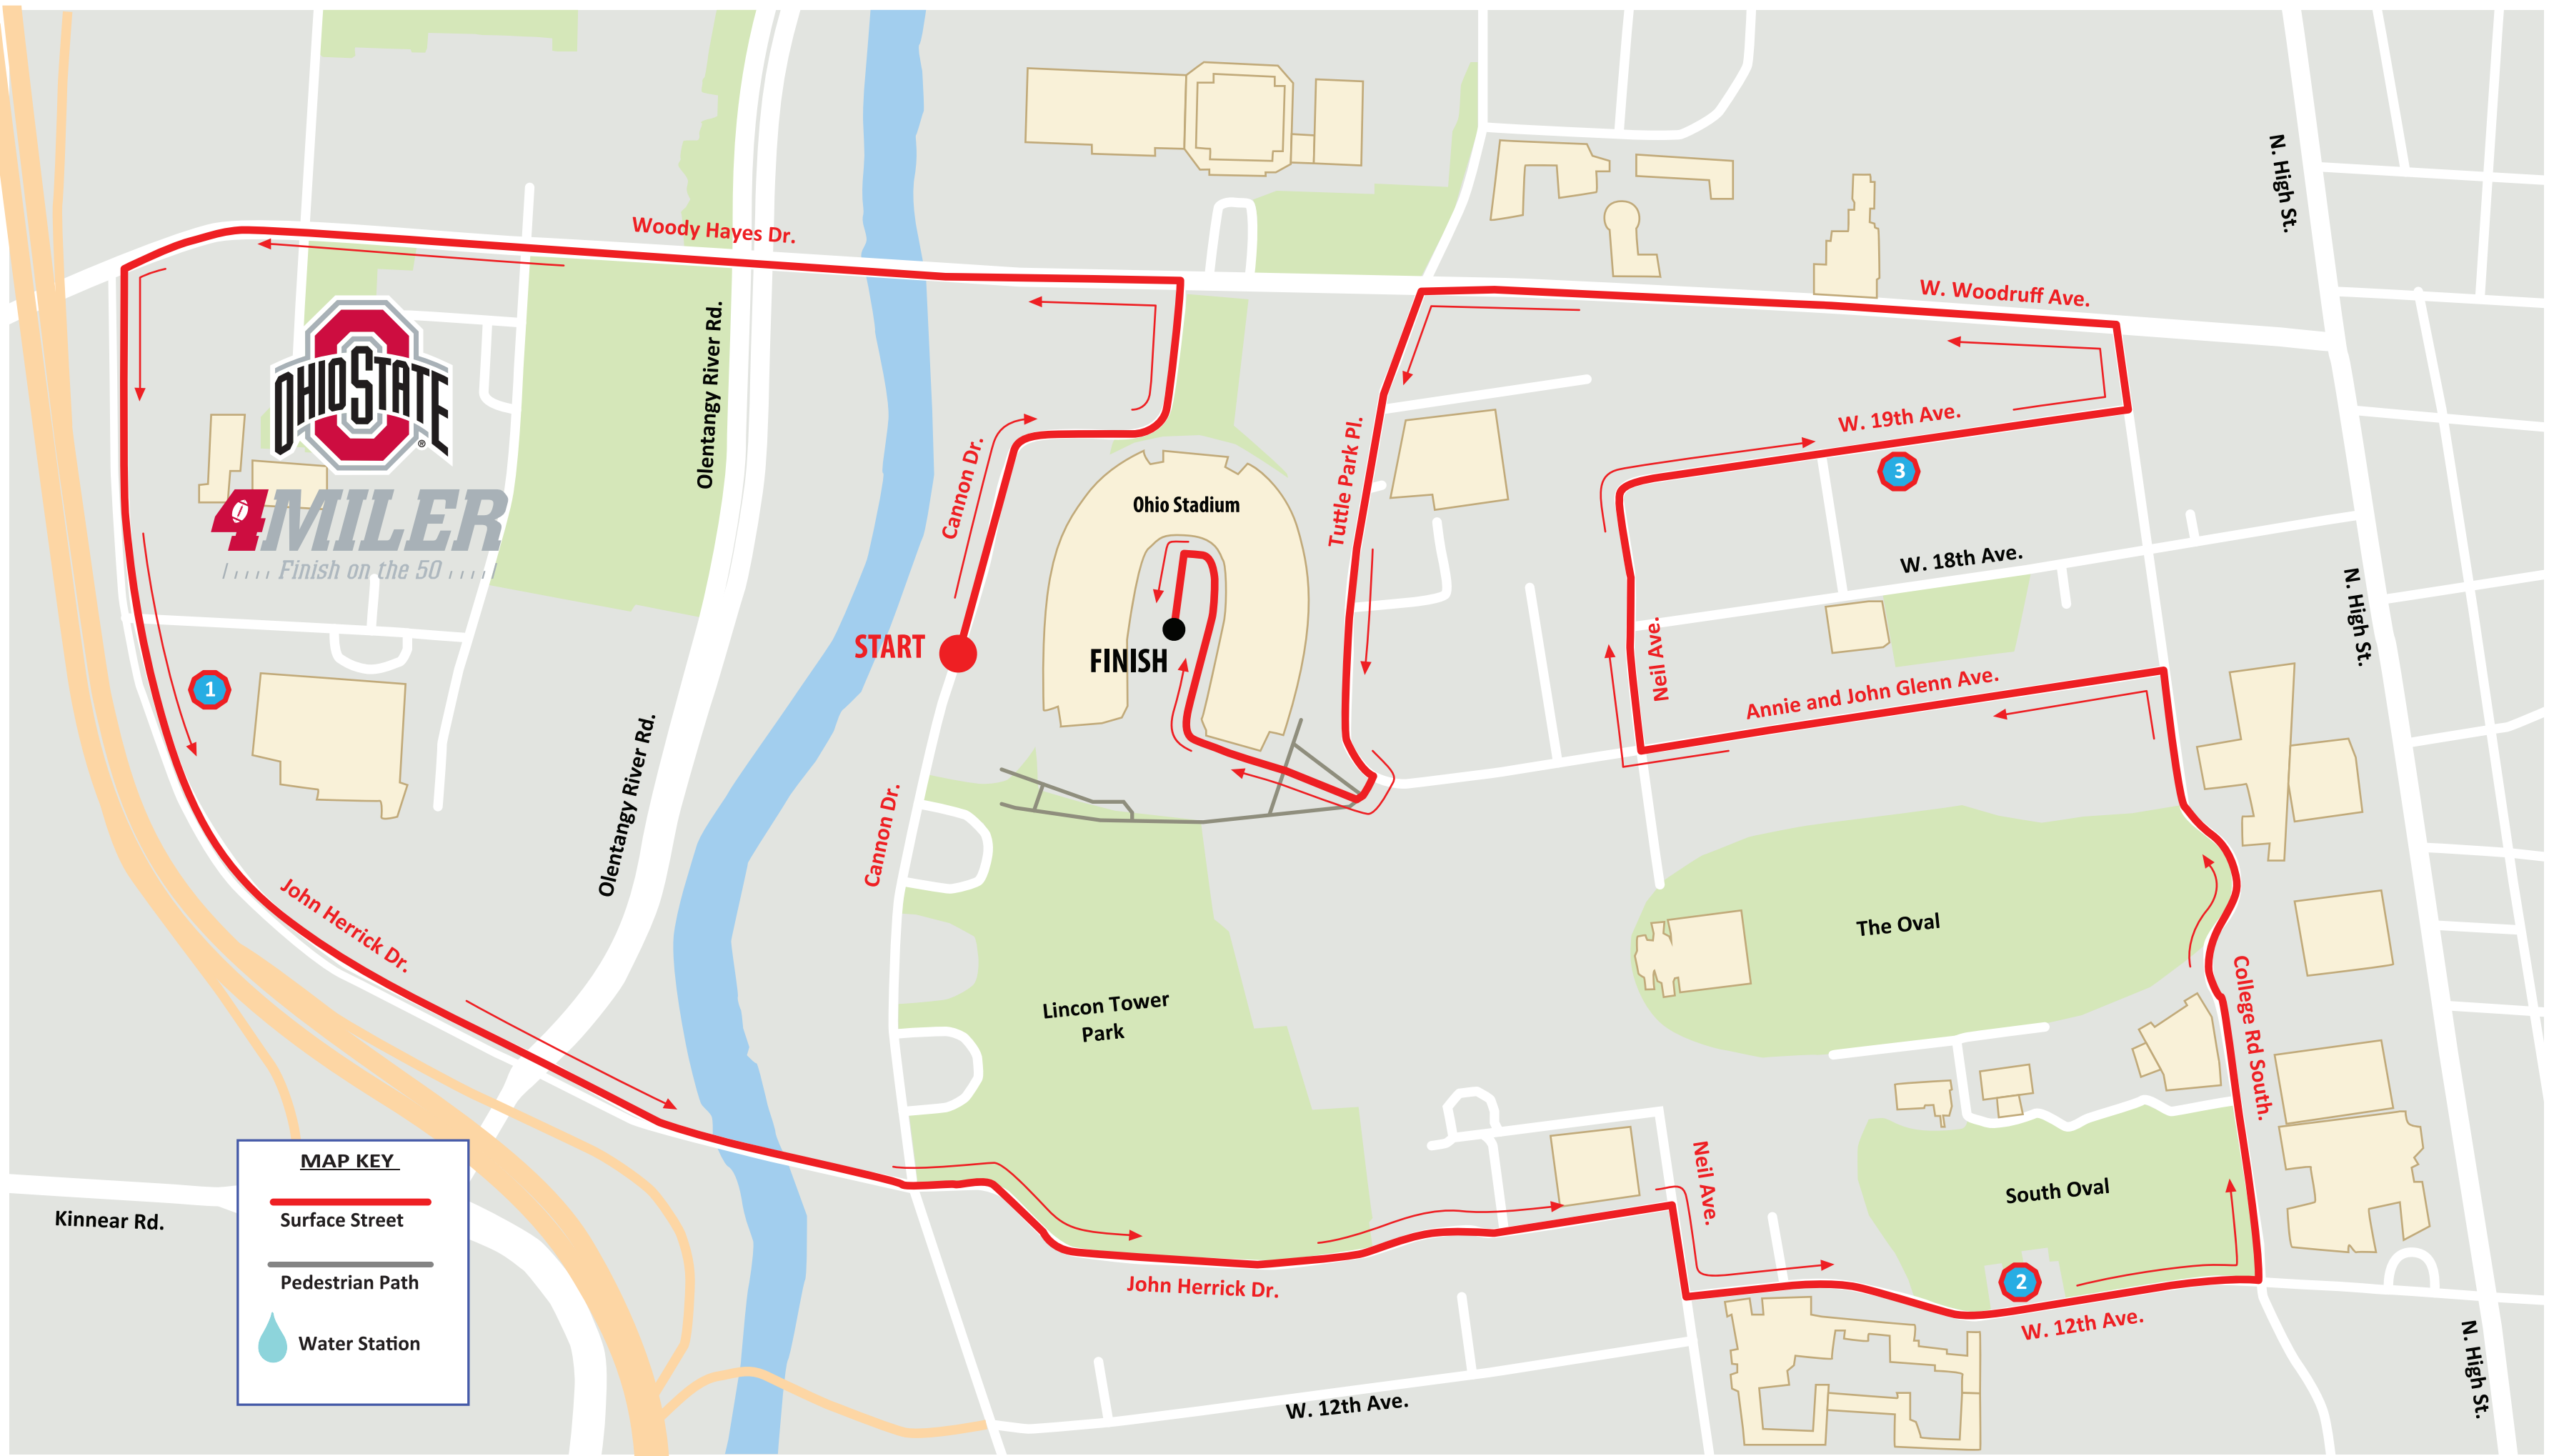 Woody Hayes Dr.
N. High St.
W. Woodruff Ave.
OHIO STATE
®
4 MILER
Finish on the 50
Olentangy River Rd.
Cannon Dr.
Ohio Stadium
Tuttle Park Pl.
W. 19th Ave.
3
W. 18th Ave.
N. High St.
START
FINISH
Neil Ave.
Annie and John Glenn Ave.
1
Olentangy River Rd.
Cannon Dr.
John Herrick Dr.
The Oval
Lincon Tower
Park
College Rd South.
MAP KEY
Surface Street
Pedestrian Path
Water Station
Kinnear Rd.
Neil Ave.
South Oval
2
John Herrick Dr.
W. 12th Ave.
W. 12th Ave.
N. High St.